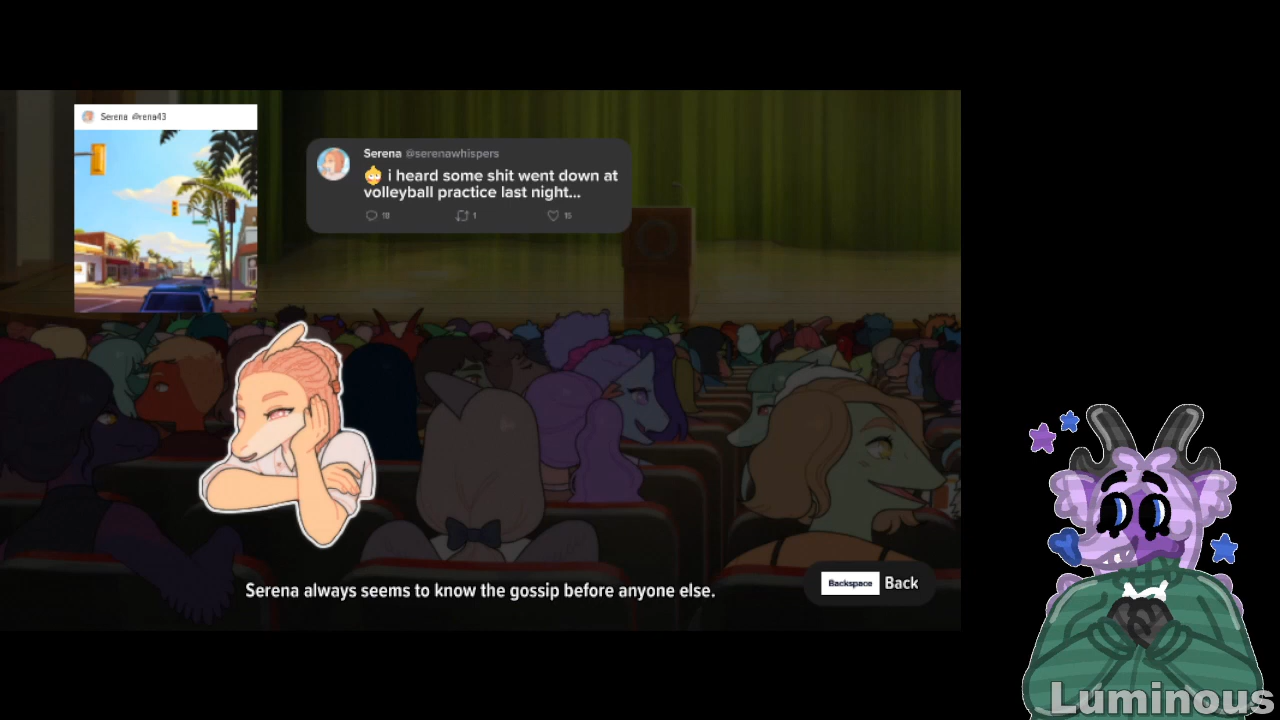 Serena @rena43
Serena @serenawhispers
i heard some shit went down at
volleyball practice last night...
18 1 15
Serena always seems to know the gossip before anyone else.
Backspace Back
Luminous